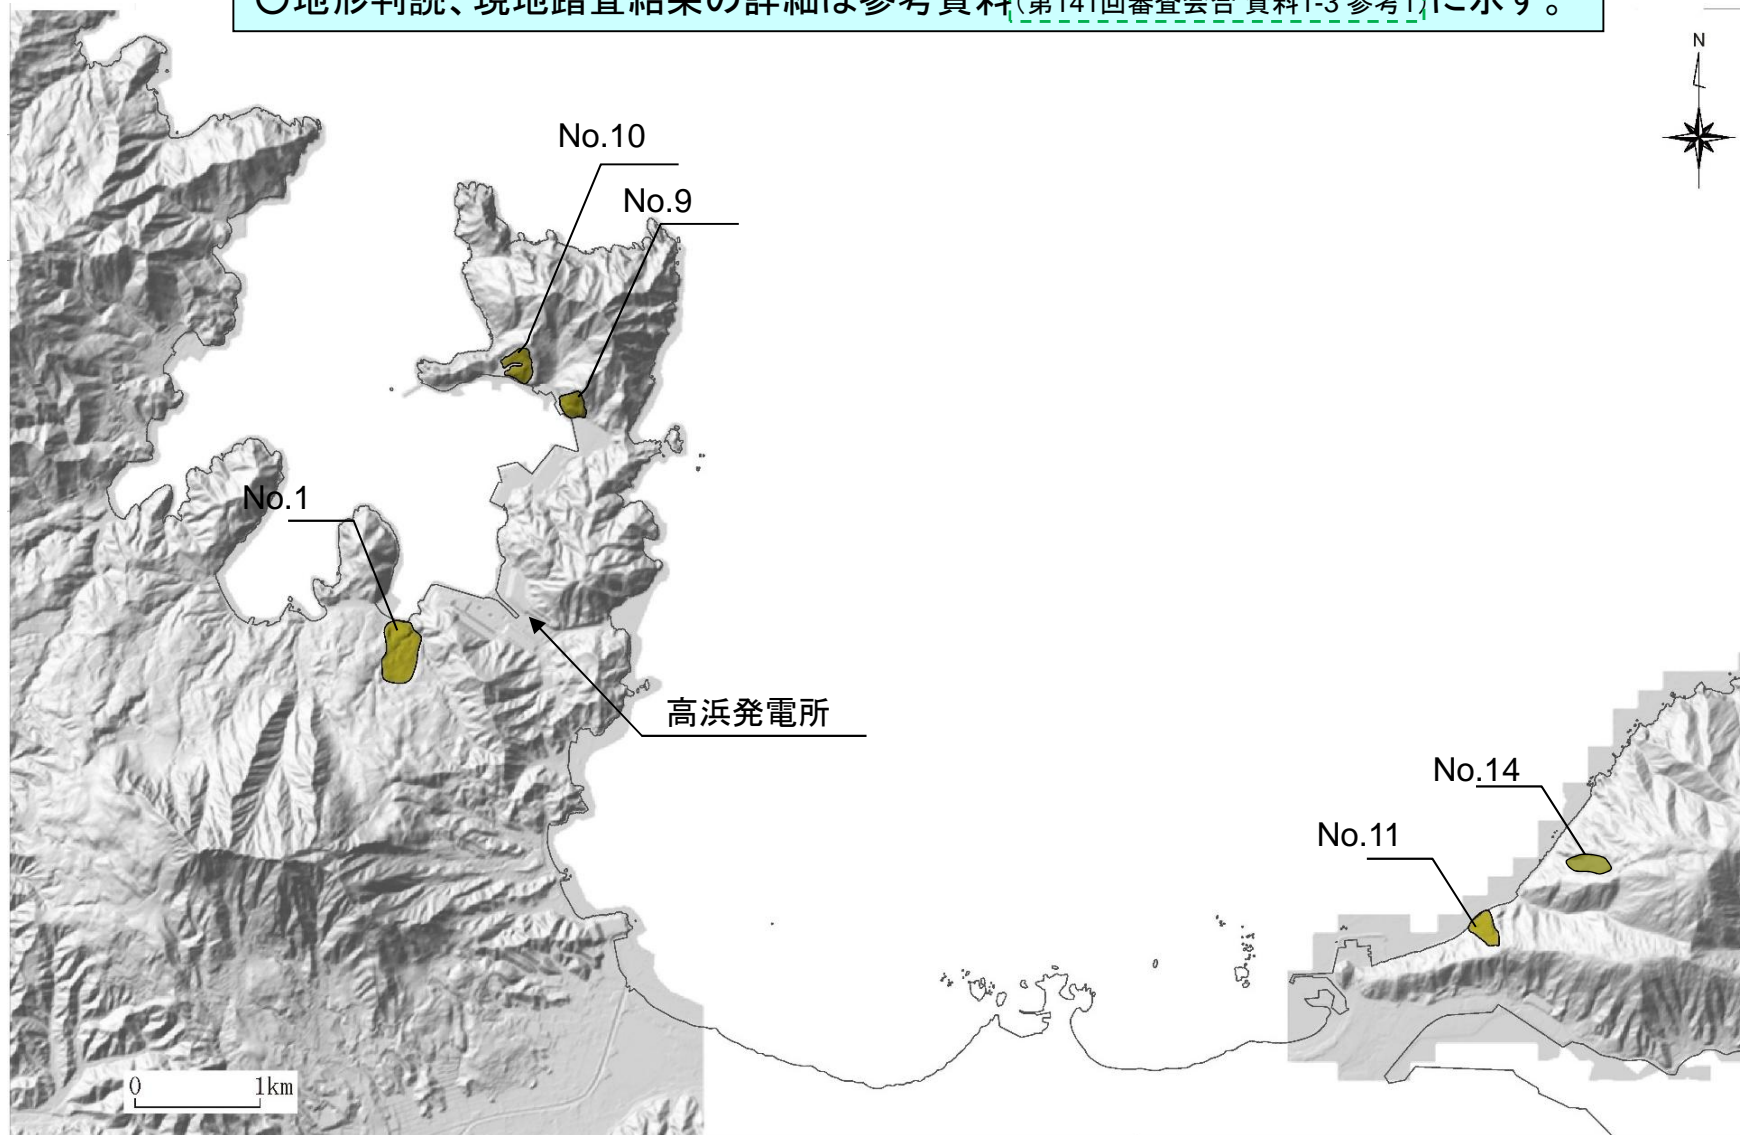 ○地形判読、現地踏査結果の詳細は参考資料(第141回審査会合 資料1-3 参考1)に示す。
N
No.10
No.9
No.1
高浜発電所
No.14
No.11
0 1km